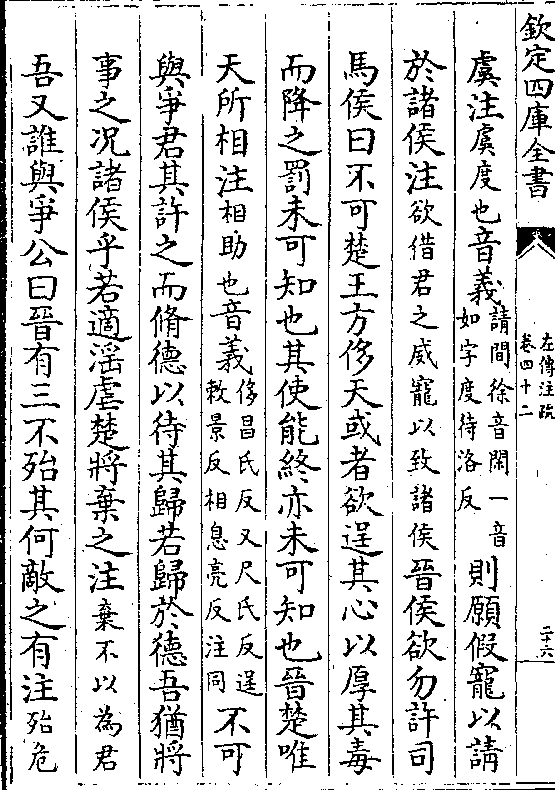 欽定四庫全書
左傳注疏
卷四十二
二十六
虞注虞度也音義請間徐音閑一音
如字度待洛反
則願假寵以請
於諸侯注欲借君之威寵以致諸侯晉侯欲勿許司
馬侯曰不可楚王方侈天或者欲逞其心以厚其毒
而降之罰未可知也其使能終亦未可知也晉楚唯
天所相注相助也音義侈昌氏反又尺氏反逞
敕景反相息亮反注同
不可
與爭君其許之而脩德以待其歸若歸於德吾猶將
事之况諸侯乎若適淫虐楚將棄之注棄不以為君
吾又誰與爭公曰晉有三不殆其何敵之有注殆危